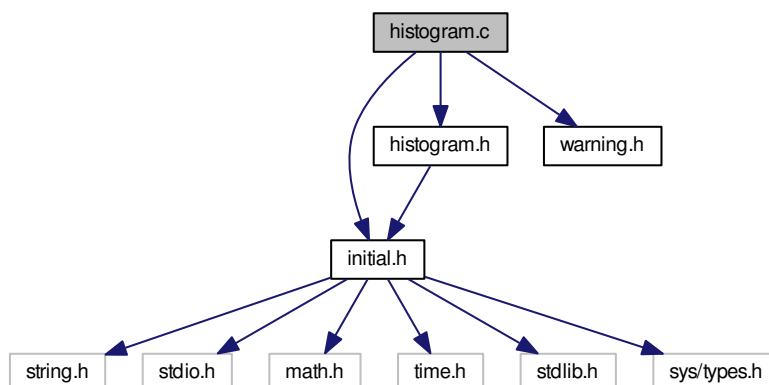 histogram.c
histogram.h
warning.h
initial.h
string.h
stdio.h
math.h
time.h
stdlib.h
sys/types.h